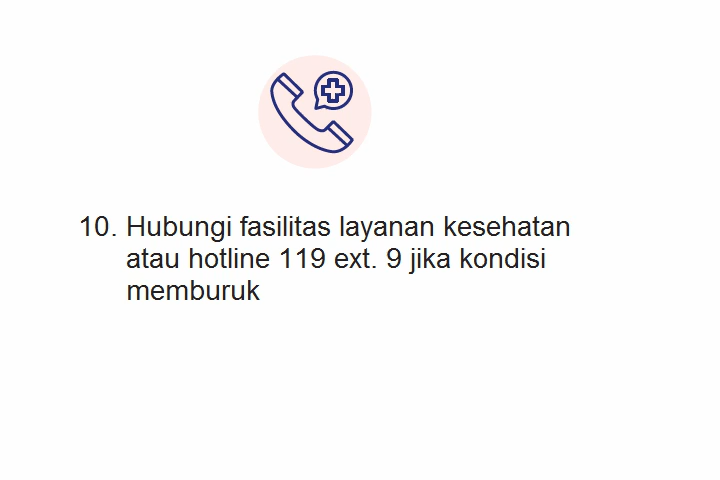 10. Hubungi fasilitas layanan kesehatan
atau hotline 119 ext. 9 jika kondisi
memburuk